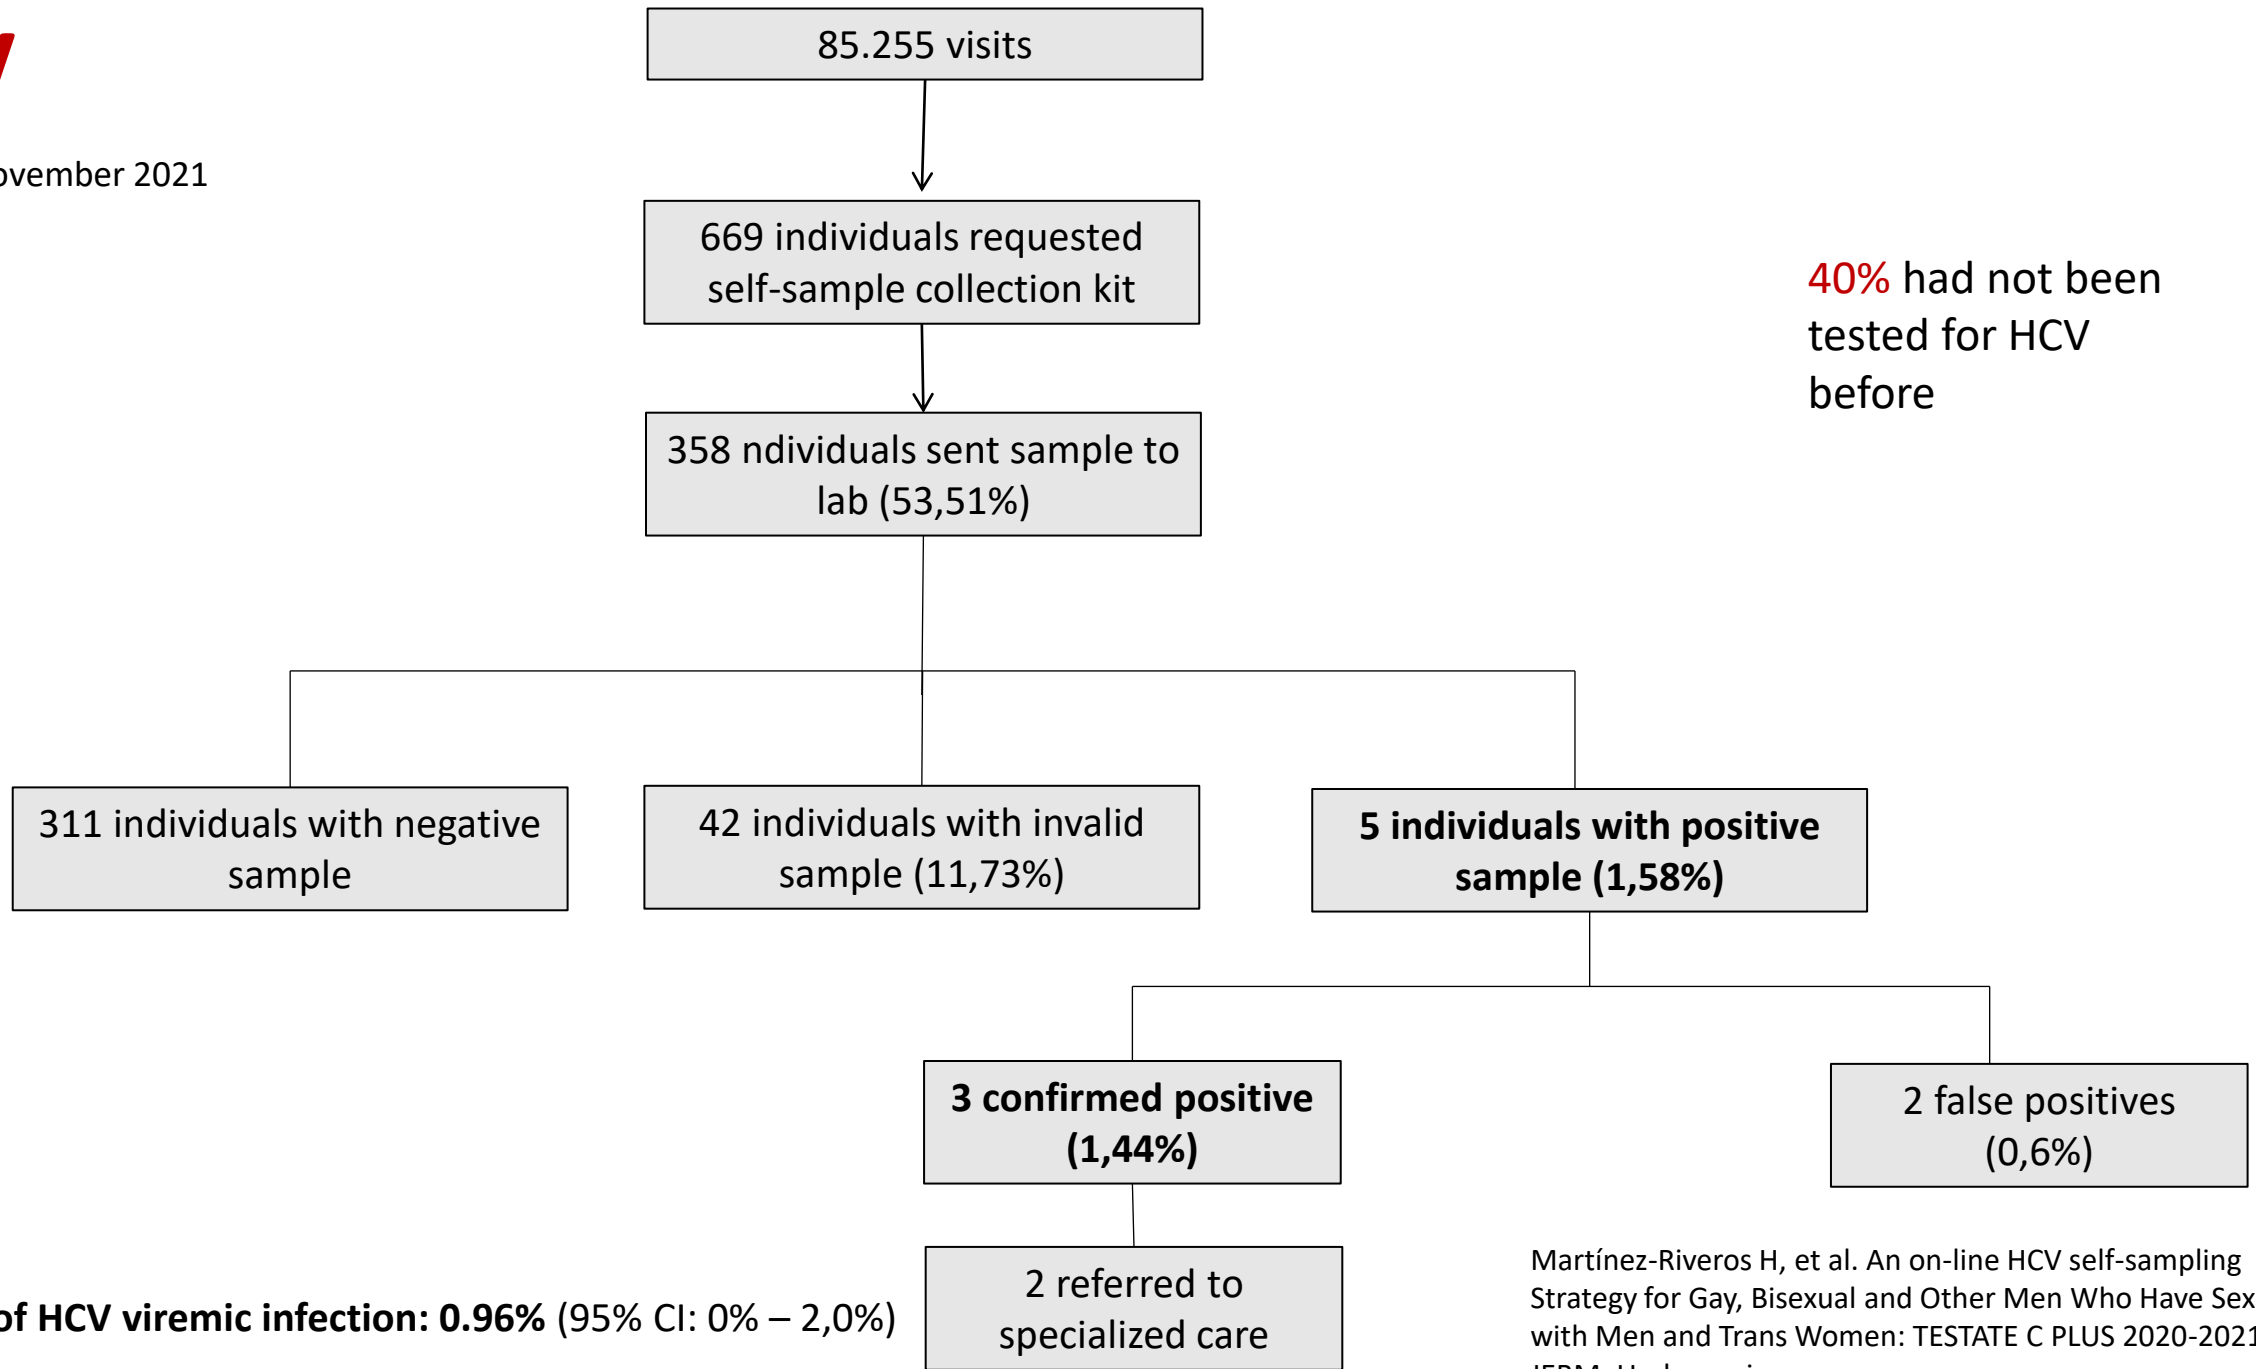 85.255 visits
ovember 2021
669 individuals requested
self-sample collection kit
40% had not been
tested for HCV
before
358 ndividuals sent sample to
lab (53,51%)
311 individuals with negative
sample
42 individuals with invalid
sample (11,73%)
5 individuals with positive
sample (1,58%)
3 confirmed positive
(1,44%)
2 false positives
(0,6%)
2 referred to
specialized care
of HCV viremic infection: 0.96% (95% CI: 0% – 2,0%)
Martínez-Riveros H, et al. An on-line HCV self-sampling
Strategy for Gay, Bisexual and Other Men Who Have Sex
with Men and Trans Women: TESTATE C PLUS 2020-2021